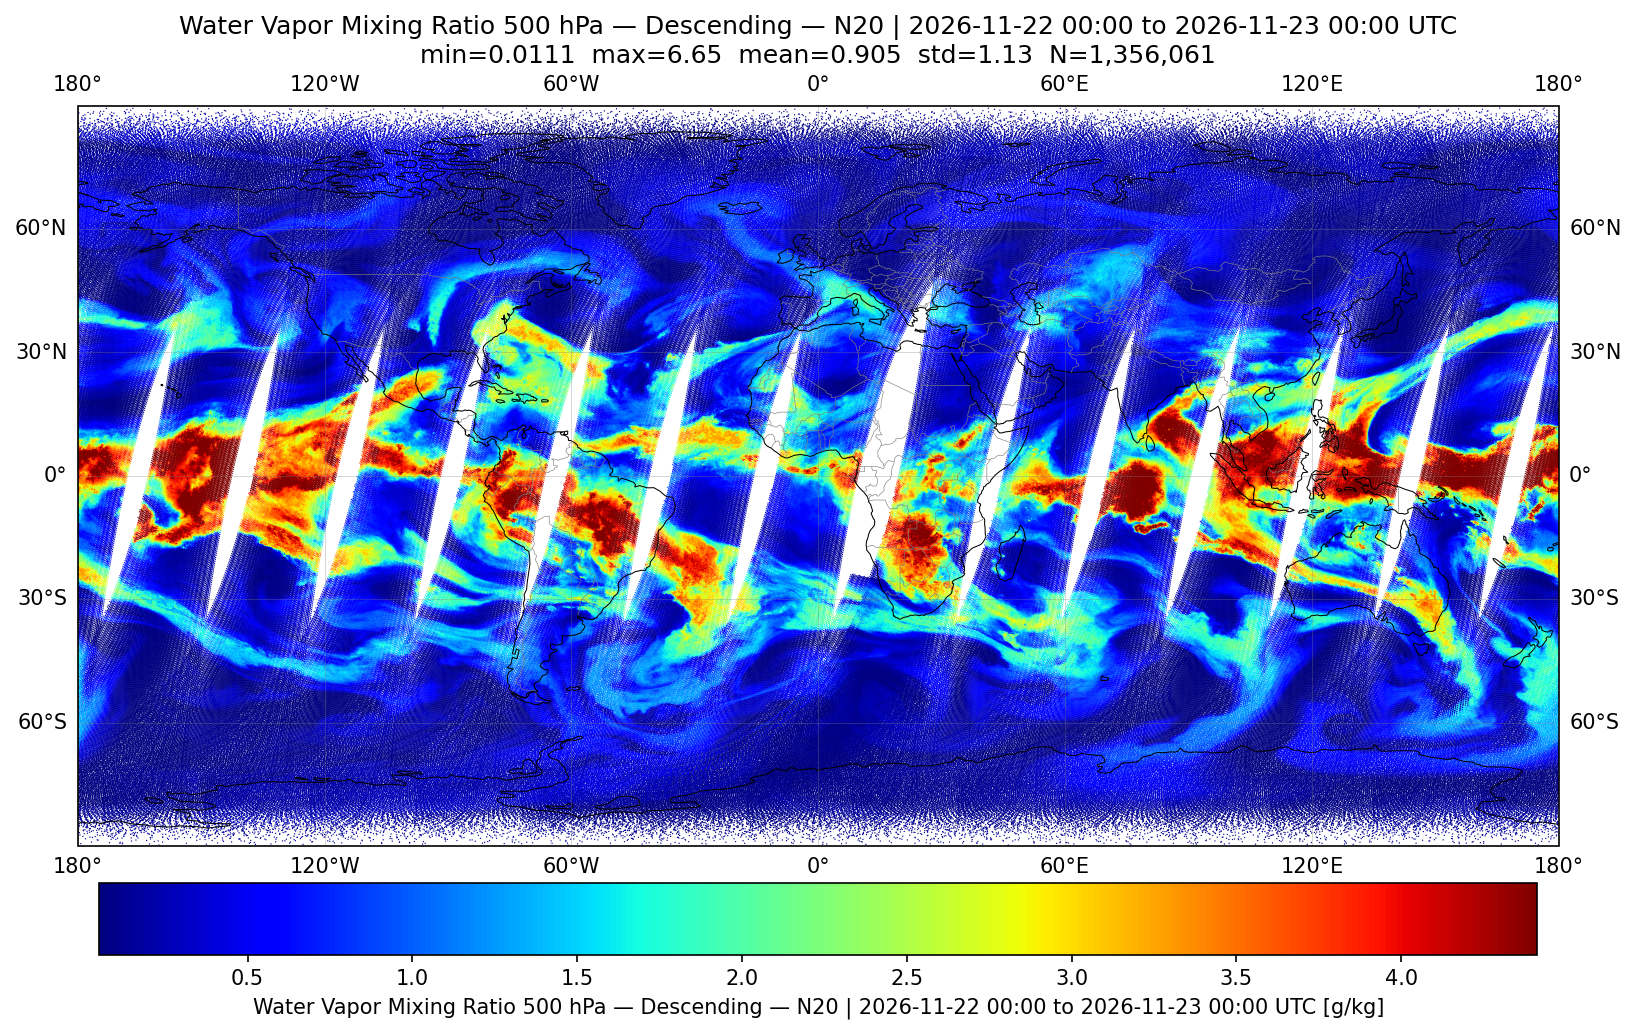 Water Vapor Mixing Ratio 500 hPa — Descending — N20 | 2026-11-22 00:00 to 2026-11-23 00:00 UTC
min=0.0111  max=6.65  mean=0.905  std=1.13  N=1,356,061
180° 120°W 60°W 0° 60°E 120°E 180°
60°N 60°N
30°N 30°N
0° 0°
30°S 30°S
60°S 60°S
180° 120°W 60°W 0° 60°E 120°E 180°
0.5 1.0 1.5 2.0 2.5 3.0 3.5 4.0
Water Vapor Mixing Ratio 500 hPa — Descending — N20 | 2026-11-22 00:00 to 2026-11-23 00:00 UTC [g/kg]